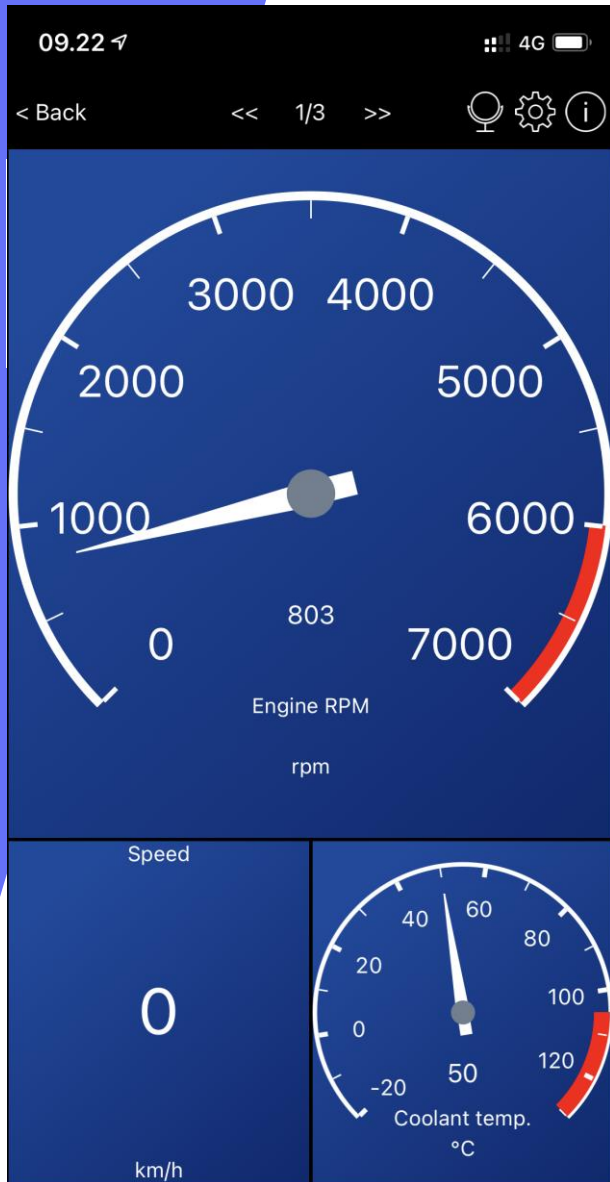 09.22
4G
< Back << 1/3 >>
i
3000 4000
2000 5000
1000 6000
803
0 7000
Engine RPM
rpm
Speed
0
km/h
40 60
20 80
0 100
-20 120
50
Coolant temp.
°C